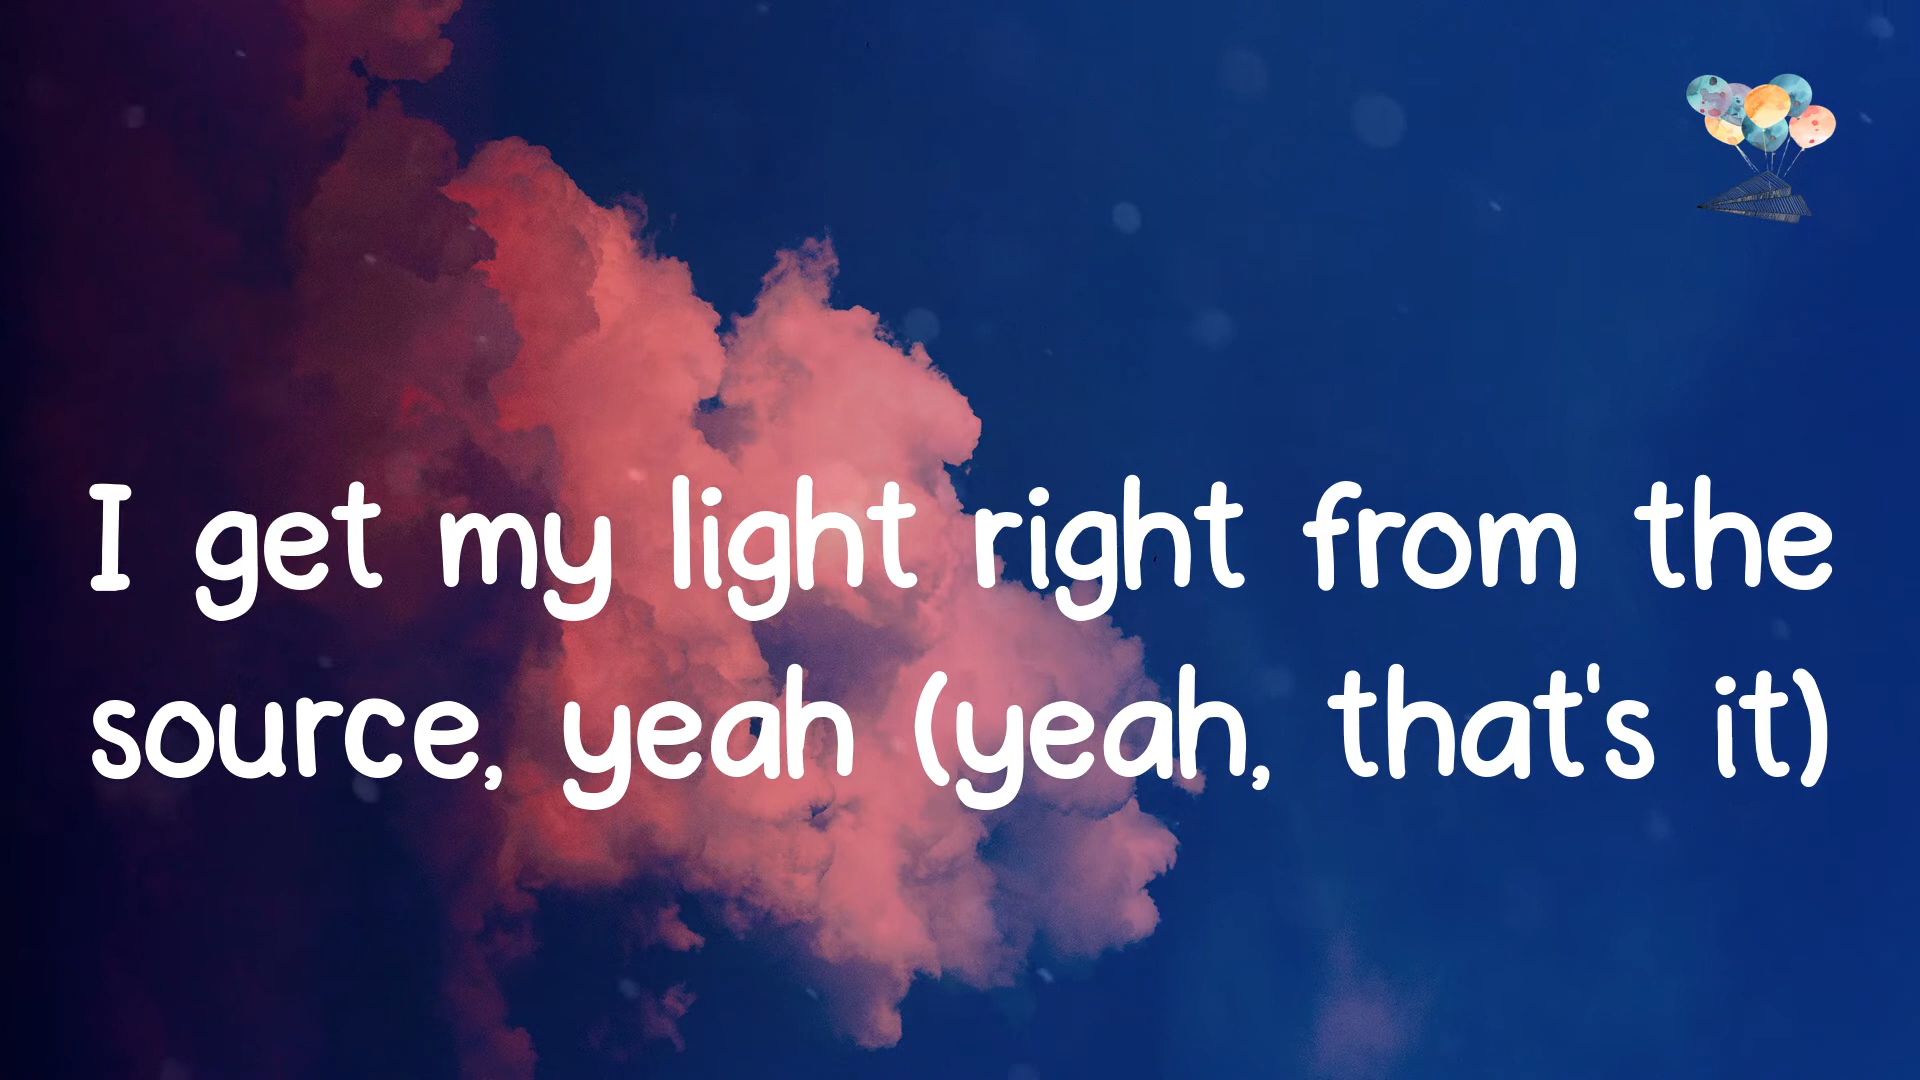 I get my light right from the
source, yeah (yeah, that's it)